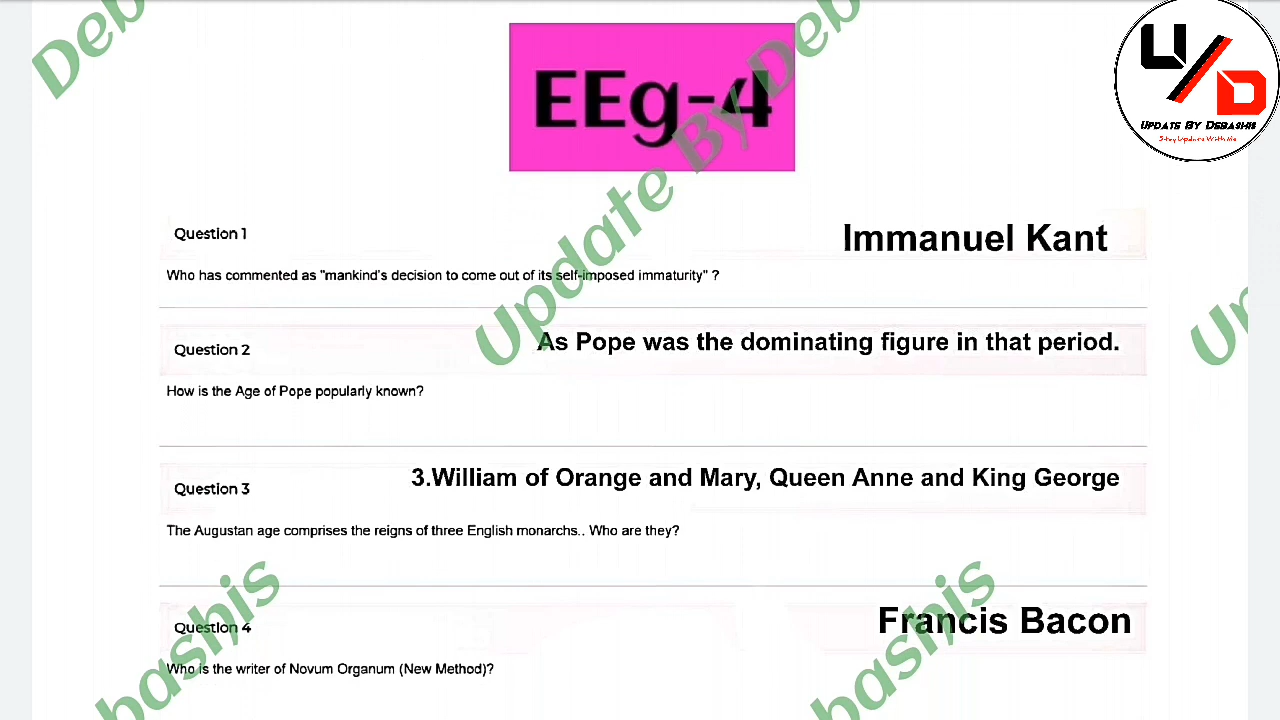 EEg-4
U/D
UPDATE BY DEBASHIS
Stay Update With Me
Question 1
Immanuel Kant
Who has commented as "mankind's decision to come out of its self-imposed immaturity" ?
Question 2
As Pope was the dominating figure in that period.
How is the Age of Pope popularly known?
Question 3
3.William of Orange and Mary, Queen Anne and King George
The Augustan age comprises the reigns of three English monarchs.. Who are they?
Question 4
Francis Bacon
Who is the writer of Novum Organum (New Method)?
Update By Debashis